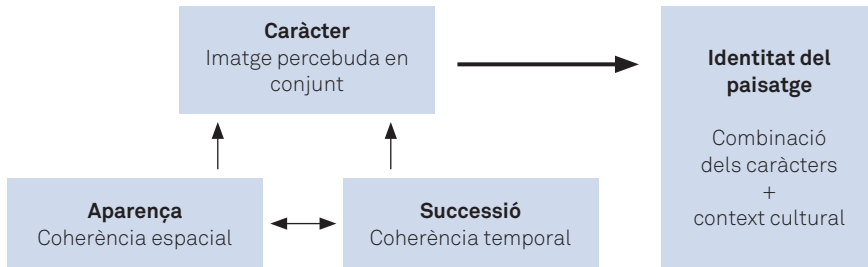 Caràcter
Imatge percebuda en
conjunt
Identitat del
paisatge
Combinació
dels caràcters
+
context cultural
Aparença
Coherència espacial
Successió
Coherència temporal